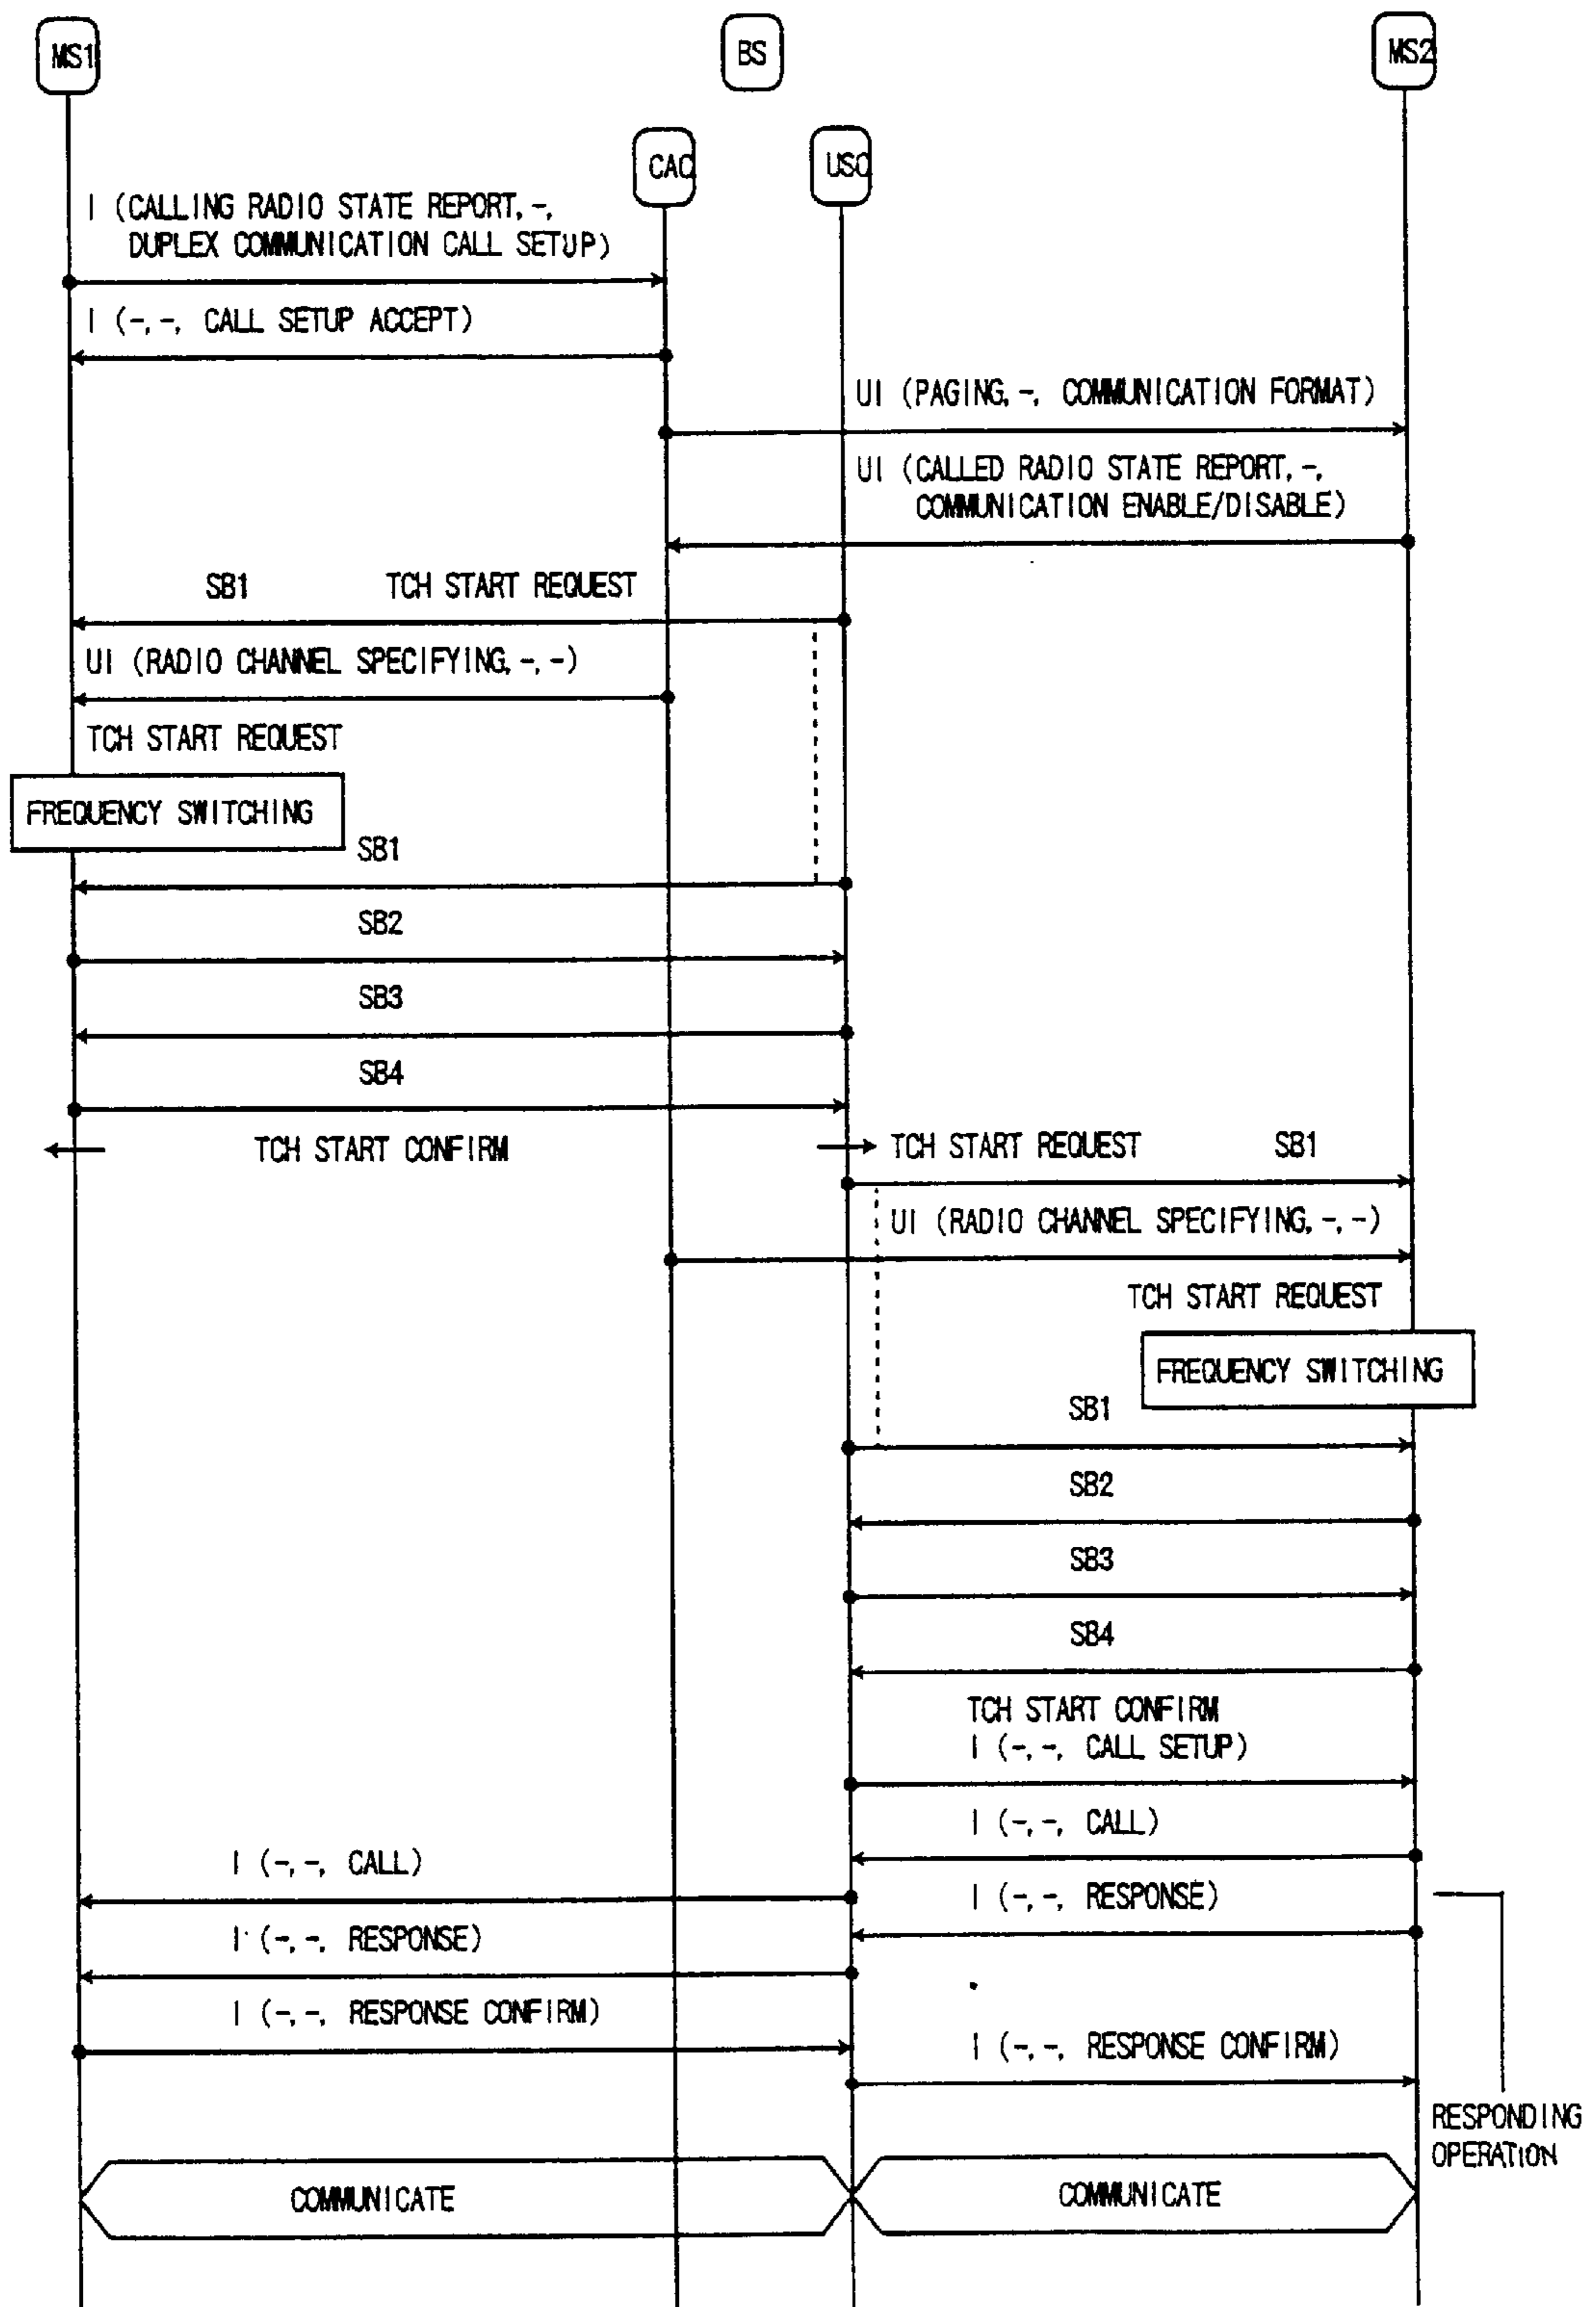 MS1
BS
MS2
CAC
USC
I (CALLING RADIO STATE REPORT, -,
DUPLEX COMMUNICATION CALL SETUP)
I (-, -, CALL SETUP ACCEPT)
UI (PAGING, -, COMMUNICATION FORMAT)
UI (CALLED RADIO STATE REPORT, -,
COMMUNICATION ENABLE/DISABLE)
SB1 TCH START REQUEST
UI (RADIO CHANNEL SPECIFYING, -, -)
TCH START REQUEST
FREQUENCY SWITCHING
SB1
SB2
SB3
SB4
TCH START CONFIRM
TCH START REQUEST SB1
UI (RADIO CHANNEL SPECIFYING, -, -)
TCH START REQUEST
FREQUENCY SWITCHING
SB1
SB2
SB3
SB4
TCH START CONFIRM
I (-, -, CALL SETUP)
I (-, -, CALL)
I (-, -, CALL)
I (-, -, RESPONSE)
I (-, -, RESPONSE)
I (-, -, RESPONSE CONFIRM)
I (-, -, RESPONSE CONFIRM)
RESPONDING
OPERATION
COMMUNICATE
COMMUNICATE